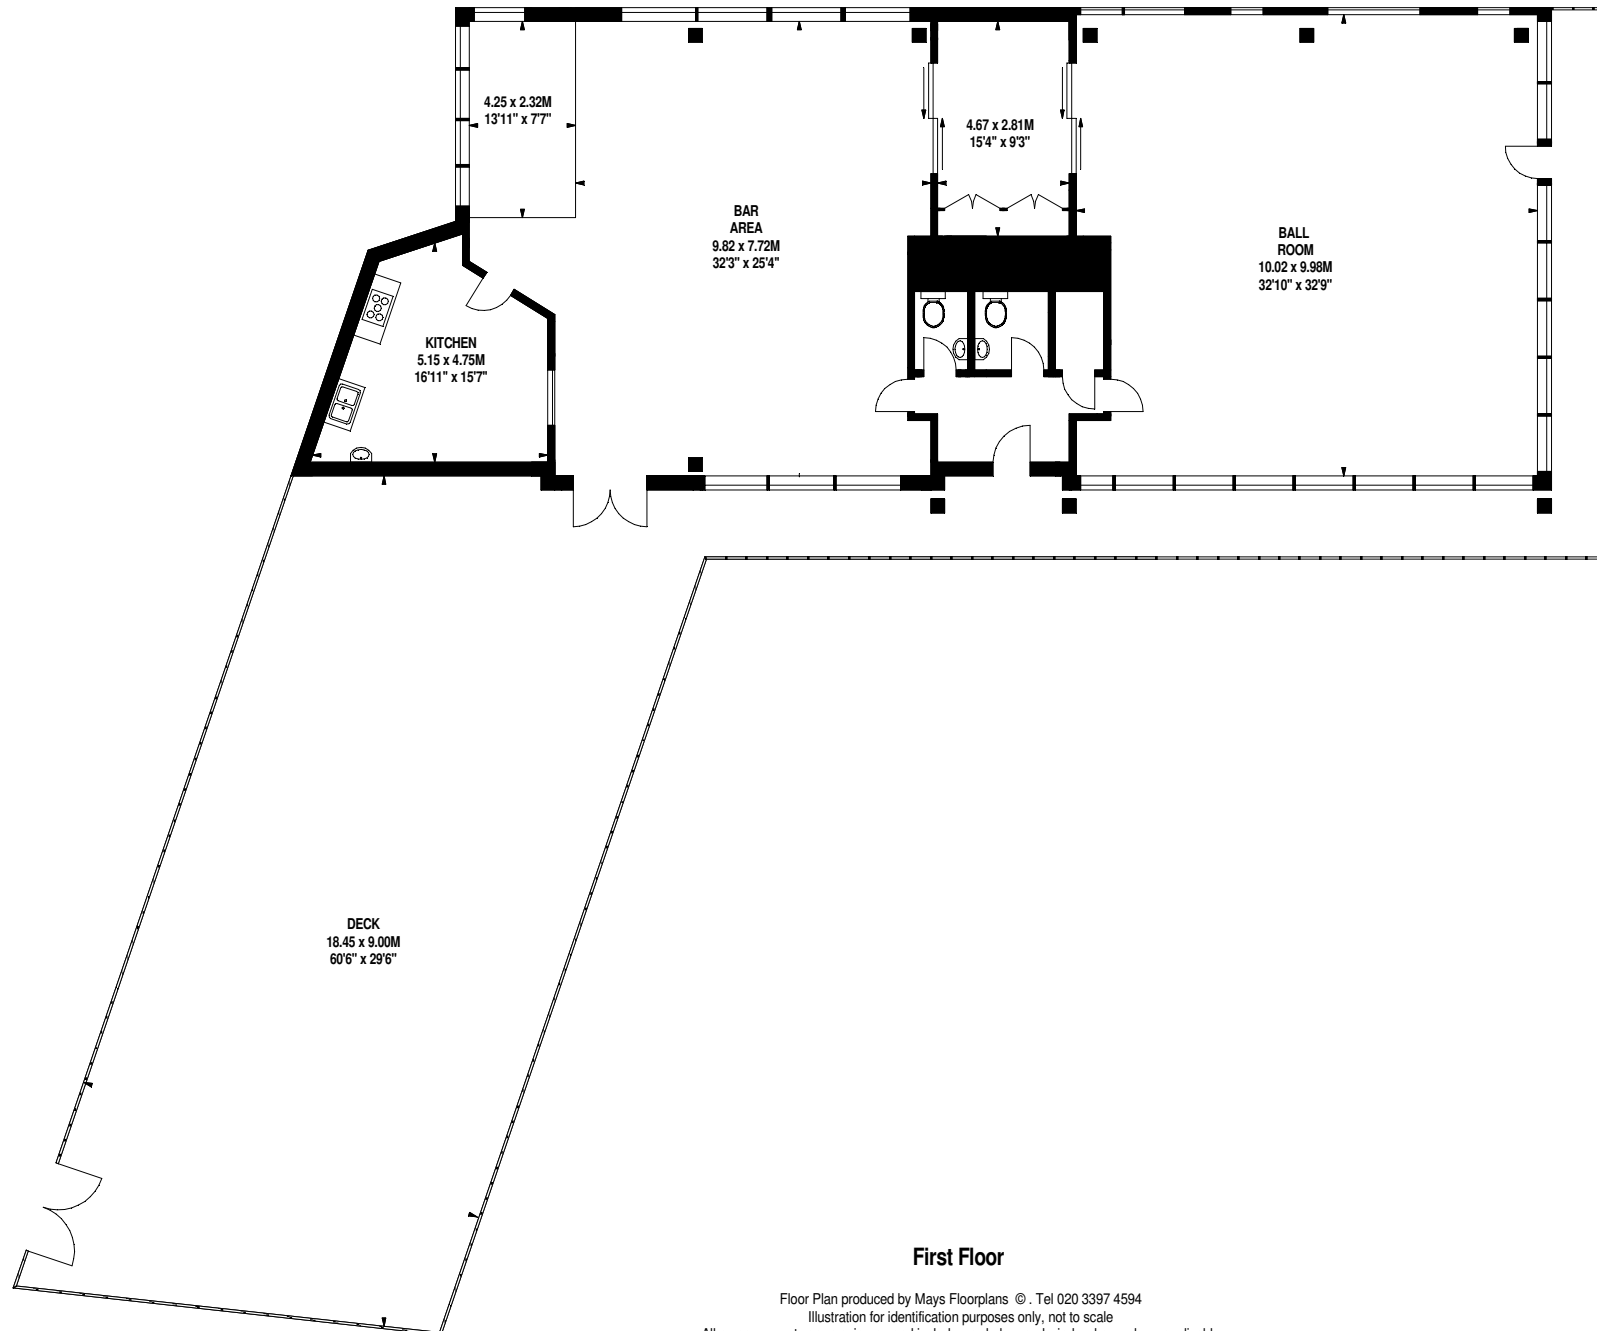 4.25 x 2.32M
13'11" x 7'7"
4.67 x 2.81M
15'4" x 9'3"
BAR
AREA
9.82 x 7.72M
32'3" x 25'4"
BALL
ROOM
10.02 x 9.98M
32'10" x 32'9"
KITCHEN
5.15 x 4.75M
16'11" x 15'7"
DECK
18.45 x 9.00M
60'6" x 29'6"
First Floor
Floor Plan produced by Mays Floorplans © . Tel 020 3397 4594
Illustration for identification purposes only, not to scale